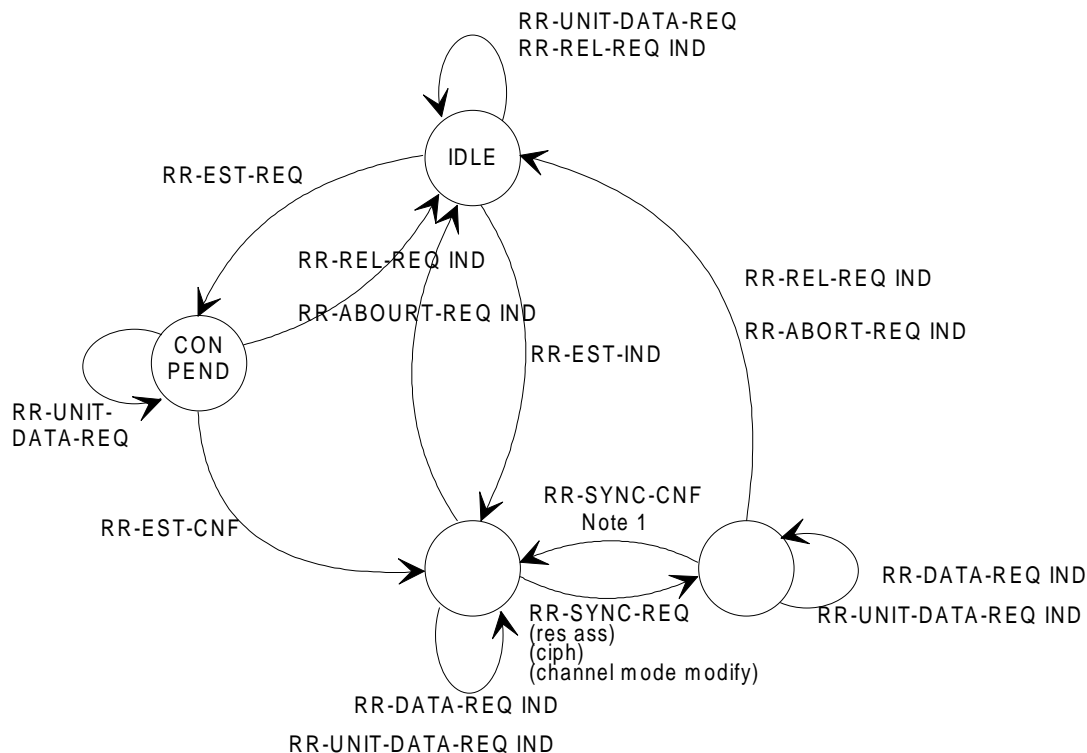 RR-UNIT-DATA-REQ
RR-REL-REQ IND
IDLE
RR-EST-REQ
RR-REL-REQ IND
RR-ABOURT-REQ IND
RR-REL-REQ IND
RR-ABORT-REQ IND
CON
PEND
RR-EST-IND
RR-UNIT-
DATA-REQ
RR-EST-CNF
RR-SYNC-CNF
Note 1
RR-DATA-REQ IND
RR-UNIT-DATA-REQ IND
RR-SYNC-REQ
(res ass)
(ciph)
(channel mode modify)
RR-DATA-REQ IND
RR-UNIT-DATA-REQ IND